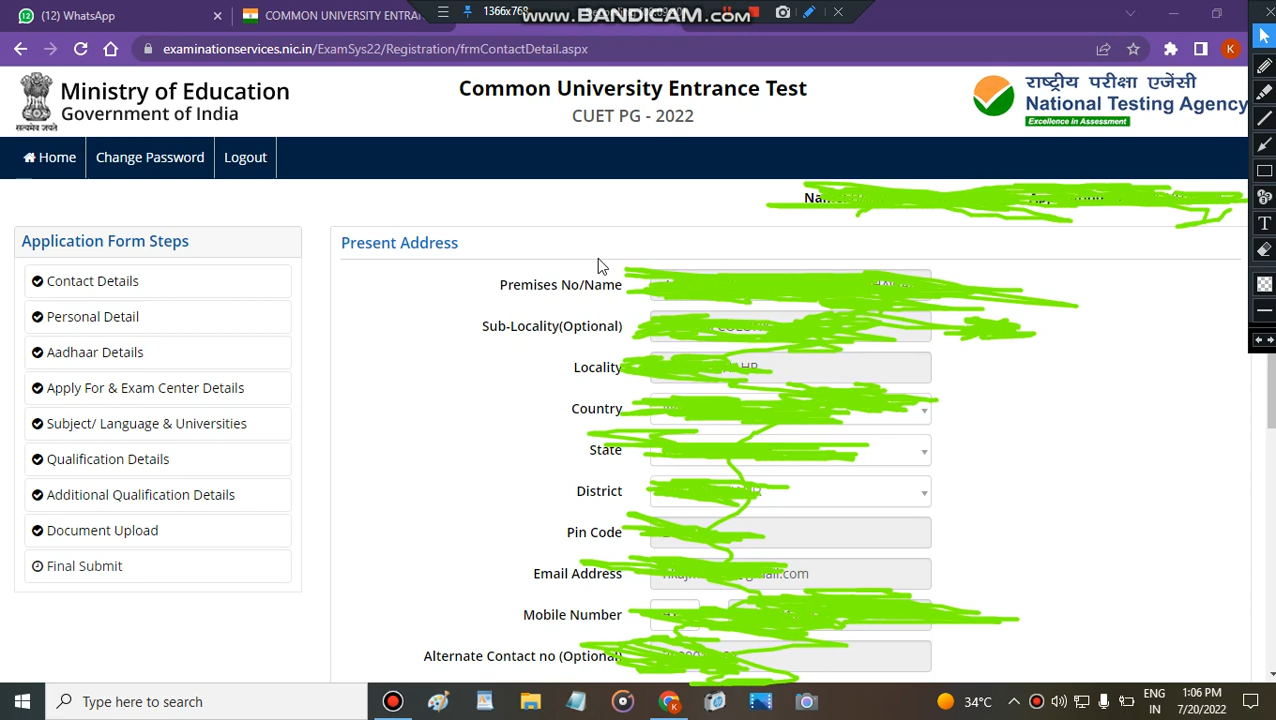 (12) WhatsApp
COMMON UNIVERSITY ENTRA
1366x768
www.BANDICAM.com
examinationservices.nic.in/ExamSys22/Registration/frmContactDetail.aspx
K
Ministry of Education
Government of India
सत्यमेव जयते
Common University Entrance Test
CUET PG - 2022
राष्ट्रीय परीक्षा एजेंसी
National Testing Agency
Excellence in Assessment
Home
Change Password
Logout
Application Form Steps
Contact Details
Personal Detail
Aadhaar Details
Apply For & Exam Center Details
Subject/ Language & Universities
Qualification Details
Additional Qualification Details
Document Upload
Final Submit
Present Address
Premises No/Name
Sub-Locality(Optional)
Locality
Country
State
District
Pin Code
Email Address
Mobile Number
Alternate Contact no (Optional)
Type here to search
34°C
ENG
IN
1:06 PM
7/20/2022